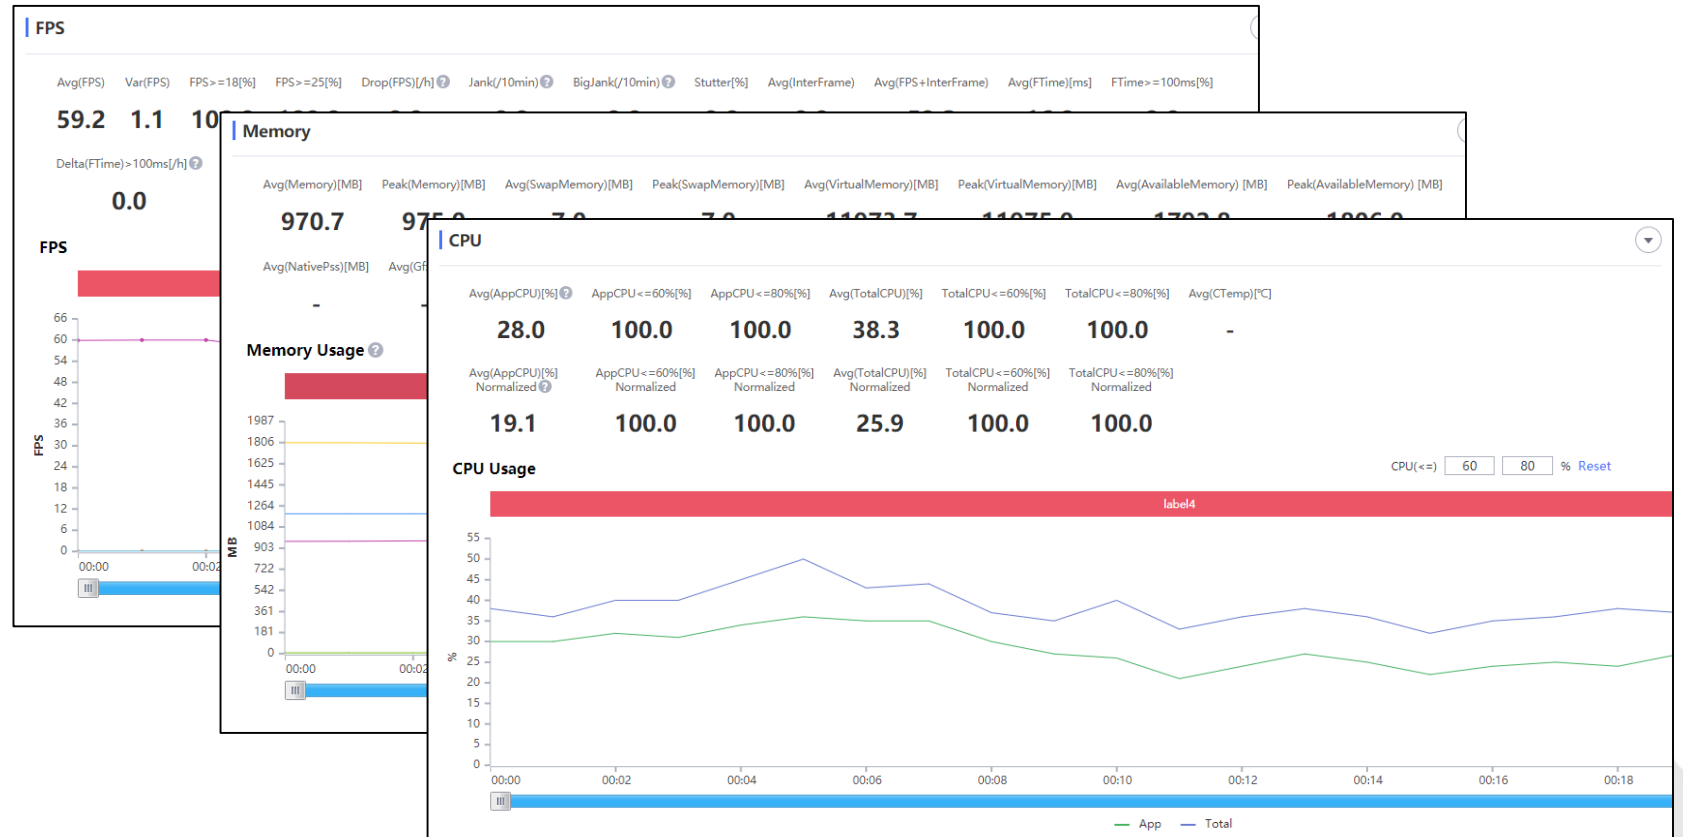 FPS
Avg(FPS) Var(FPS) FPS>=18[%] FPS>=25[%] Drop(FPS)[/h] Jank(/10min) BigJank(/10min) Stutter[%] Avg(InterFrame) Avg(FPS+InterFrame) Avg(FTime)[ms] FTime>=100ms[%]
59.2 1.1
Delta(FTime)>100ms[/h]
0.0
FPS
66
60
54
48
42
36
30
24
18
12
6
0
FPS
00:00 00:02
Memory
Avg(Memory)[MB] Peak(Memory)[MB] Avg(SwapMemory)[MB] Peak(SwapMemory)[MB] Avg(VirtualMemory)[MB] Peak(VirtualMemory)[MB] Avg(AvailableMemory) [MB] Peak(AvailableMemory) [MB]
970.7
Avg(NativePss)[MB] Avg(Gf
- -
Memory Usage
1987
1806
1625
1445
1264
1084
903
722
542
361
181
0
MB
00:00 00:02
CPU
Avg(AppCPU)[%] AppCPU<=60%[%] AppCPU<=80%[%] Avg(TotalCPU)[%] TotalCPU<=60%[%] TotalCPU<=80%[%] Avg(CTemp)[℃]
28.0 100.0 100.0 38.3 100.0 100.0 -
Avg(AppCPU)[%] AppCPU<=60%[%] AppCPU<=80%[%] Avg(TotalCPU)[%] TotalCPU<=60%[%] TotalCPU<=80%[%]
Normalized Normalized Normalized Normalized Normalized Normalized
19.1 100.0 100.0 25.9 100.0 100.0
CPU Usage
CPU(<=) 60 80 % Reset
label4
55
50
45
40
35
30
25
20
15
10
5
0
%
00:00 00:02 00:04 00:06 00:08 00:10 00:12 00:14 00:16 00:18
App Total